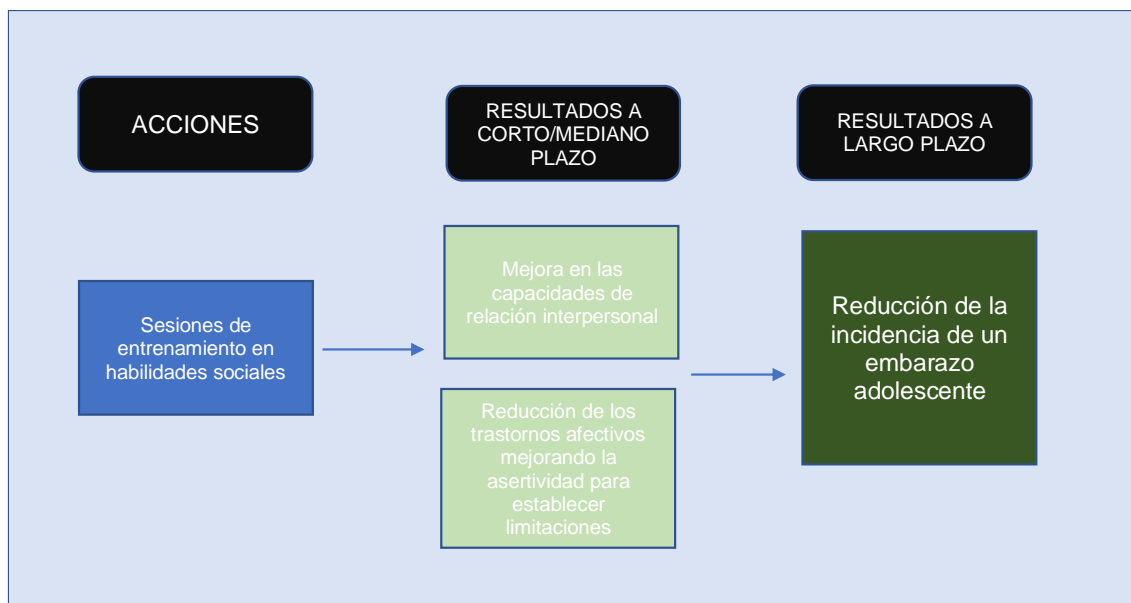 ACCIONES
RESULTADOS A
CORTO/MEDIANO
PLAZO
RESULTADOS A
LARGO PLAZO
Sesiones de
entrenamiento en
habilidades sociales
Mejora en las
capacidades de
relación interpersonal
Reducción de los
trastornos afectivos
mejorando la
asertividad para
establecer
limitaciones
Reducción de la
incidencia de un
embarazo
adolescente